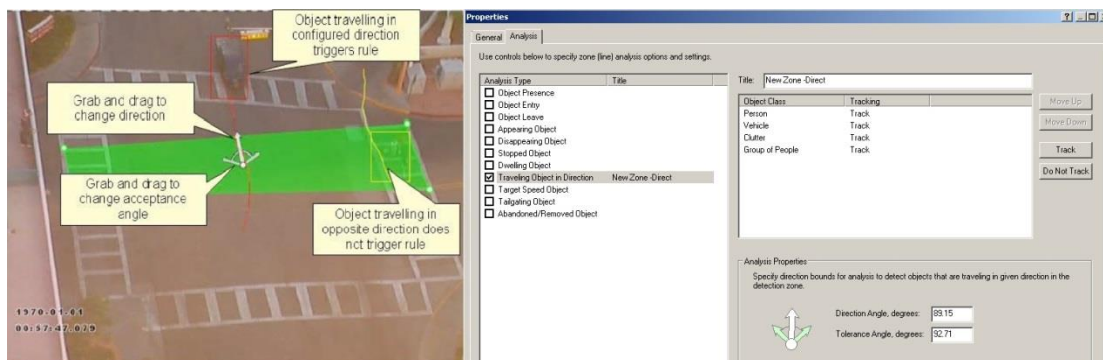 Object travelling in
configured direction
triggers rule
Grab and drag to
change direction
Grab and drag to
change acceptance
angle
Object travelling in
opposite direction does
not trigger rule
1970-01-01
00:57:47.079
Properties
General Analysis
Use controls below to specify zone (line) analysis options and settings.
Analysis Type Title
Object Presence
Object Entry
Object Leave
Appearing Object
Disappearing Object
Stopped Object
Dwelling Object
Traveling Object in Direction New Zone -Direct
Target Speed Object
Tailgating Object
Abandoned/Removed Object
Title: New Zone -Direct
Object Class Tracking
Person Track
Vehicle Track
Clutter Track
Group of People Track
Move Up
Move Down
Track
Do Not Track
Analysis Properties
Specify direction bounds for analysis to detect objects that are traveling in given direction in the
detection zone.
Direction Angle, degrees: 89.15
Tolerance Angle, degrees: 92.71